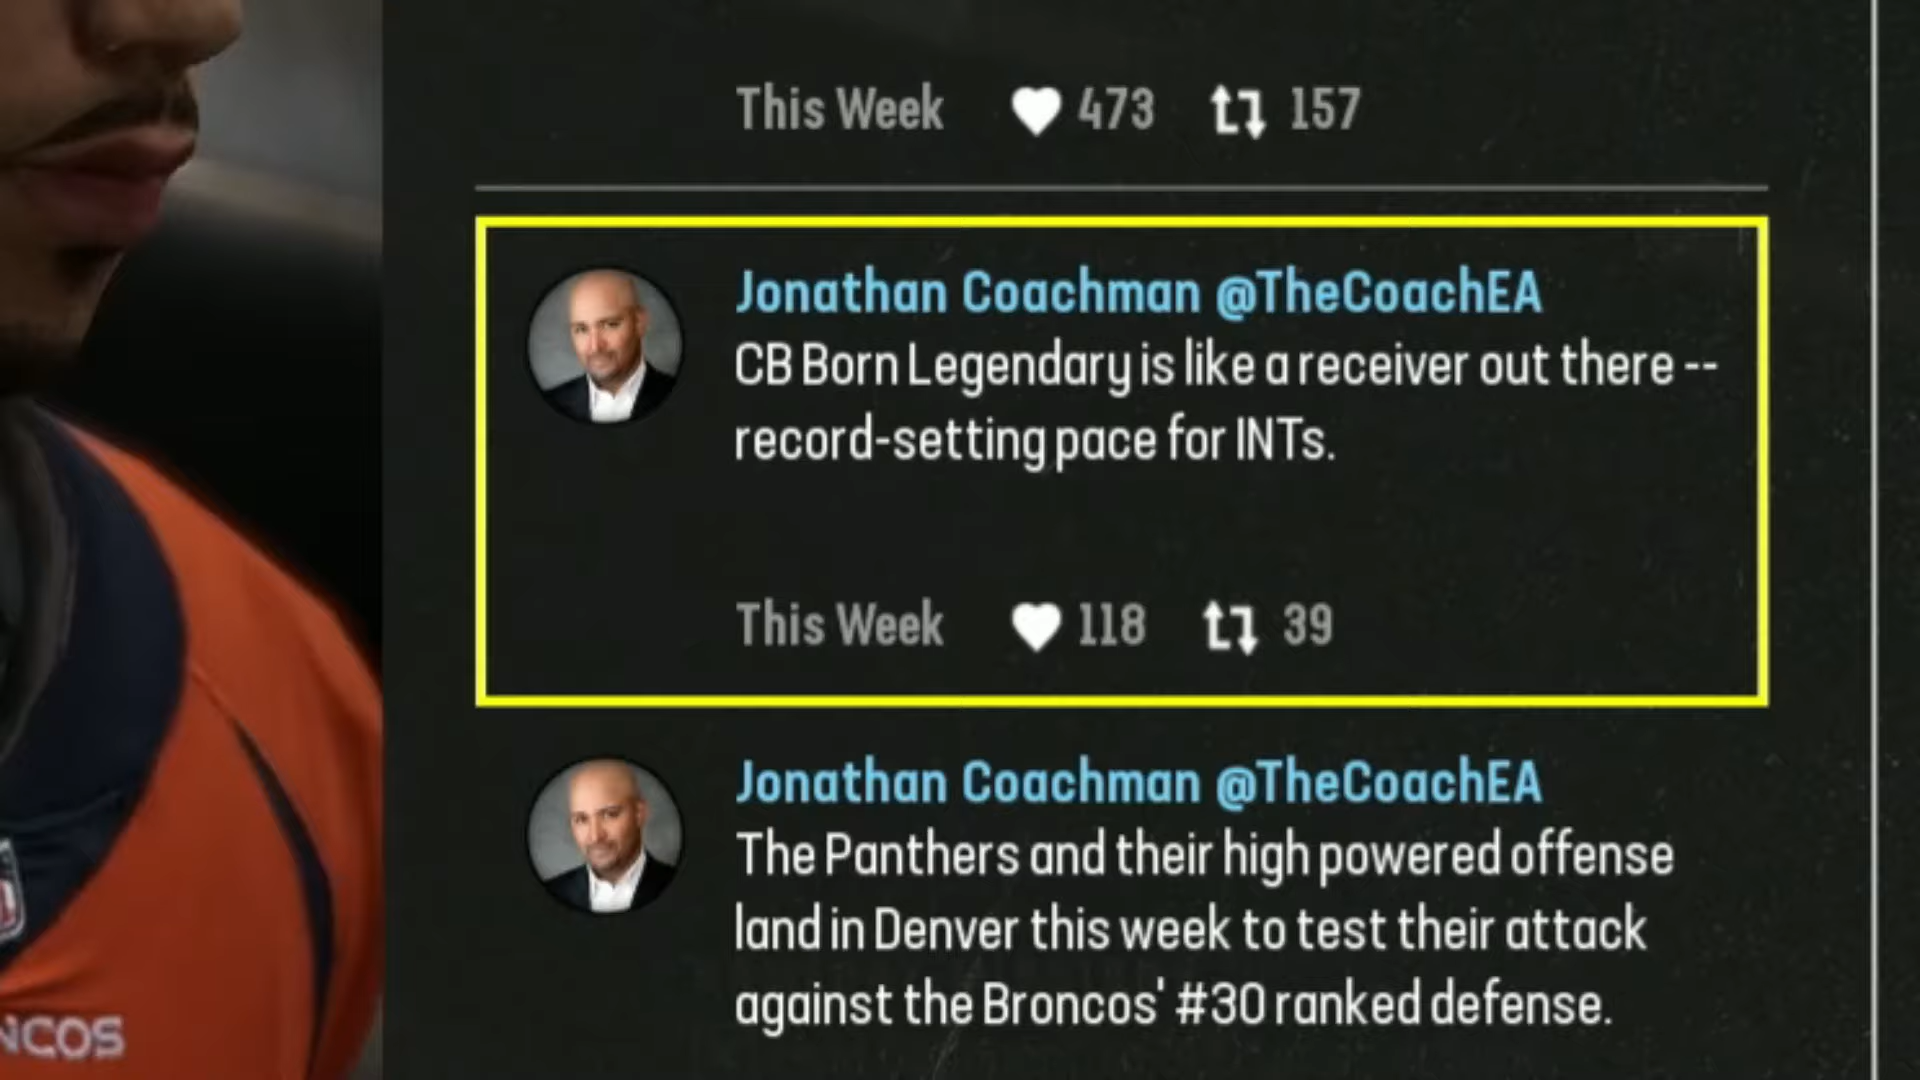 This Week 473 157
Jonathan Coachman @TheCoachEA
CB Born Legendary is like a receiver out there --
record-setting pace for INTs.
This Week 118 39
Jonathan Coachman @TheCoachEA
The Panthers and their high powered offense
land in Denver this week to test their attack
against the Broncos' #30 ranked defense.
NCOS